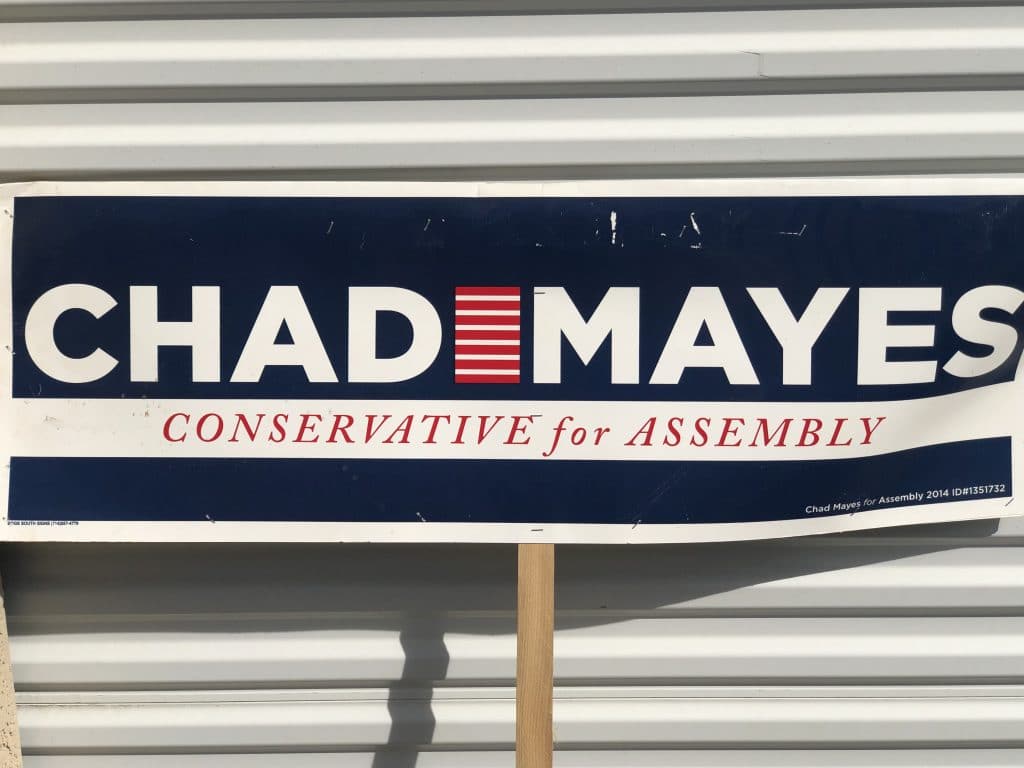 CHAD MAYES
CONSERVATIVE for ASSEMBLY
Chad Mayes for Assembly 2014 ID#1351732